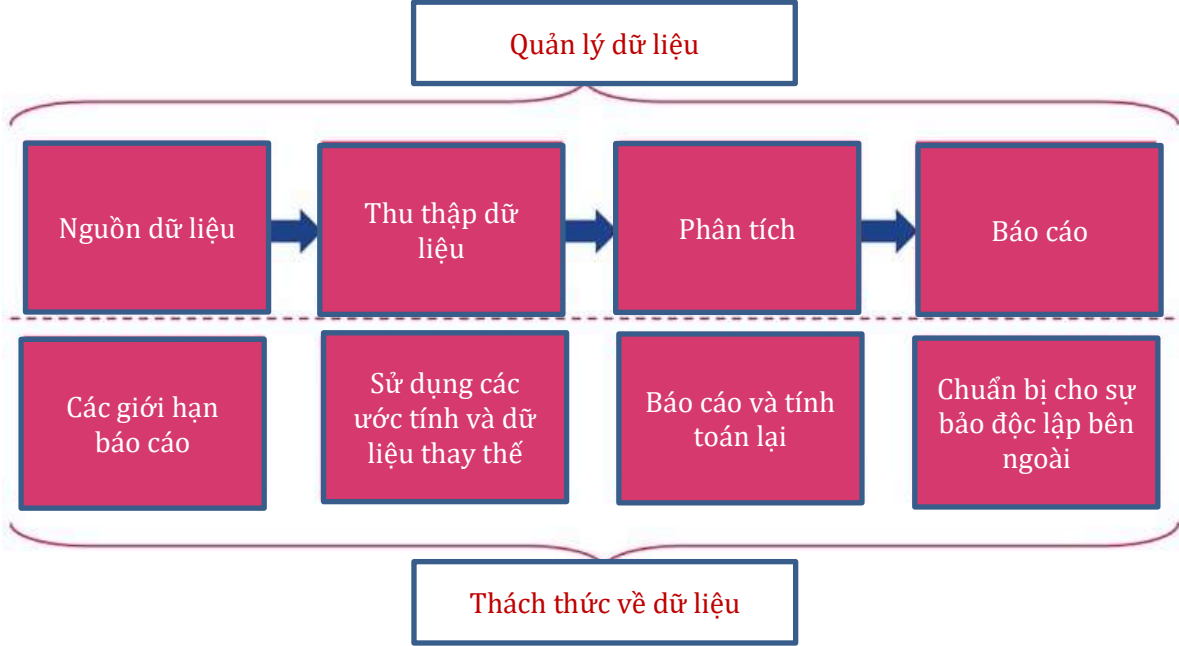 Quản lý dữ liệu
Nguồn dữ liệu
Thu thập dữ
liệu
Phân tích
Báo cáo
Các giới hạn
báo cáo
Sử dụng các
ước tính và dữ
liệu thay thế
Báo cáo và tính
toán lại
Chuẩn bị cho sự
bảo độc lập bên
ngoài
Thách thức về dữ liệu